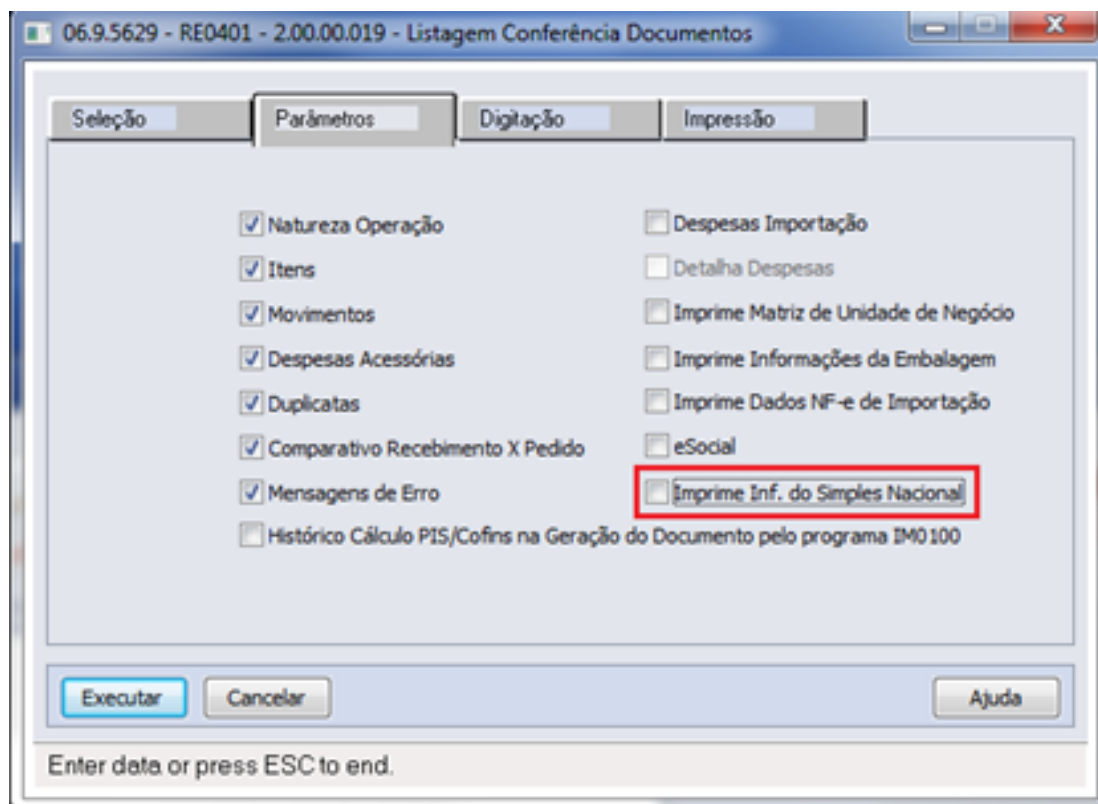 06.9.5629 - RE0401 - 2.00.00.019 - Listagem Conferência Documentos
Seleção
Parâmetros
Digitação
Impressão
Natureza Operação
Itens
Movimentos
Despesas Acessórias
Duplicatas
Comparativo Recebimento X Pedido
Mensagens de Erro
Histórico Cálculo PIS/Cofins na Geração do Documento pelo programa IM0100
Despesas Importação
Detalha Despesas
Imprime Matriz de Unidade de Negócio
Imprime Informações da Embalagem
Imprime Dados NF-e de Importação
eSocial
Imprime Inf. do Simples Nacional
Executar
Cancelar
Ajuda
Enter data or press ESC to end.